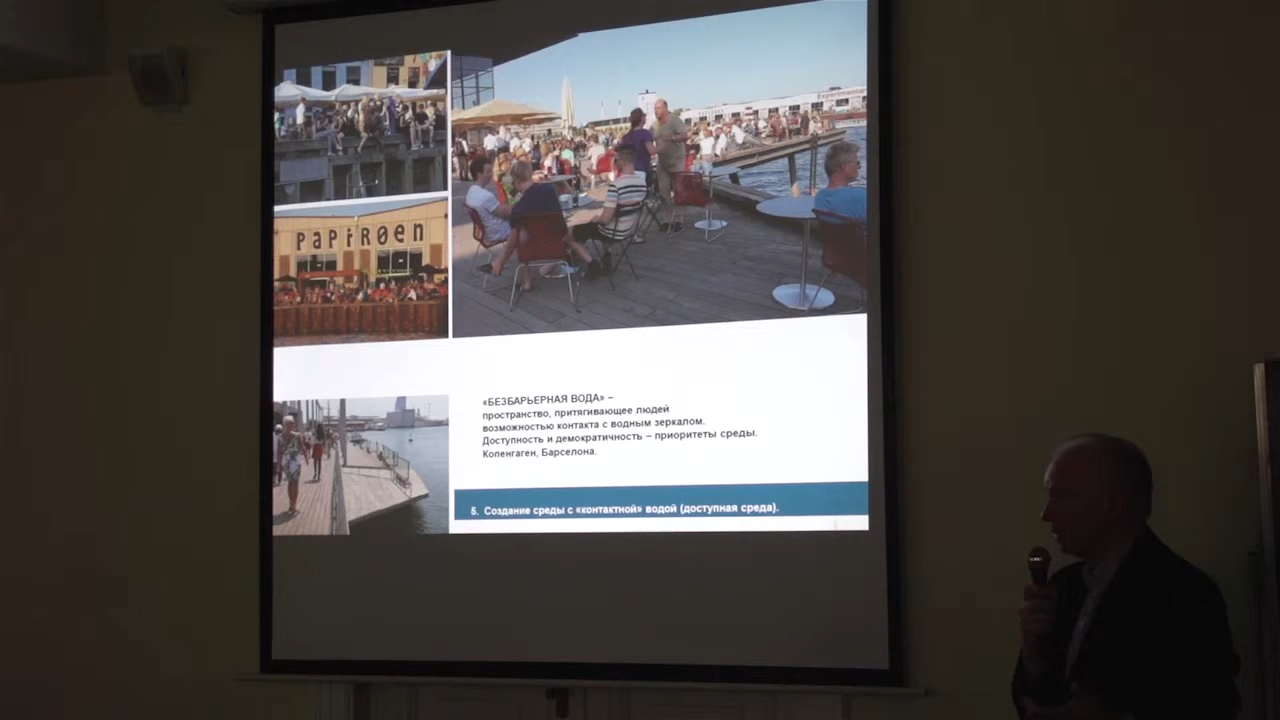 PAPIRØEN
«БЕЗБАРЬЕРНАЯ ВОДА» –
пространство, притягивающее людей
возможностью контакта с водным зеркалом.
Доступность и демократичность – приоритеты среды.
Копенгаген, Барселона.
5. Создание среды с «контактной» водой (доступная среда).